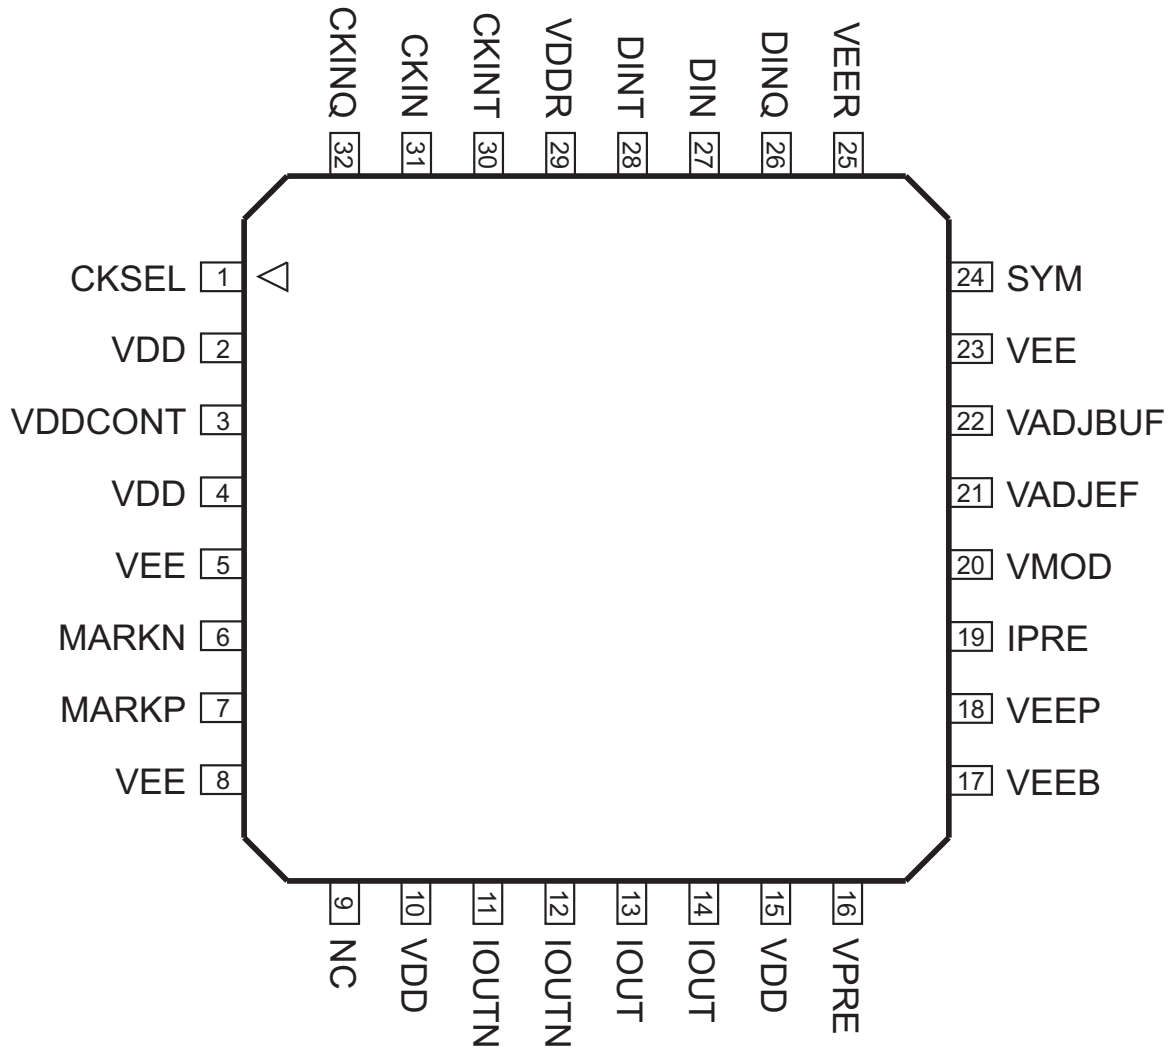 CKINQ
CKIN
CKINT
VDDR
DINT
DIN
DINQ
VEER
32
31
30
29
28
27
26
25
CKSEL 1
24 SYM
VDD 2
23 VEE
VDDCONT 3
22 VADJBUF
VDD 4
21 VADJEF
VEE 5
20 VMOD
MARKN 6
19 IPRE
MARKP 7
18 VEEP
VEE 8
17 VEEB
9
10
11
12
13
14
15
16
NC
VDD
IOUTN
IOUTN
IOUT
IOUT
VDD
VPRE